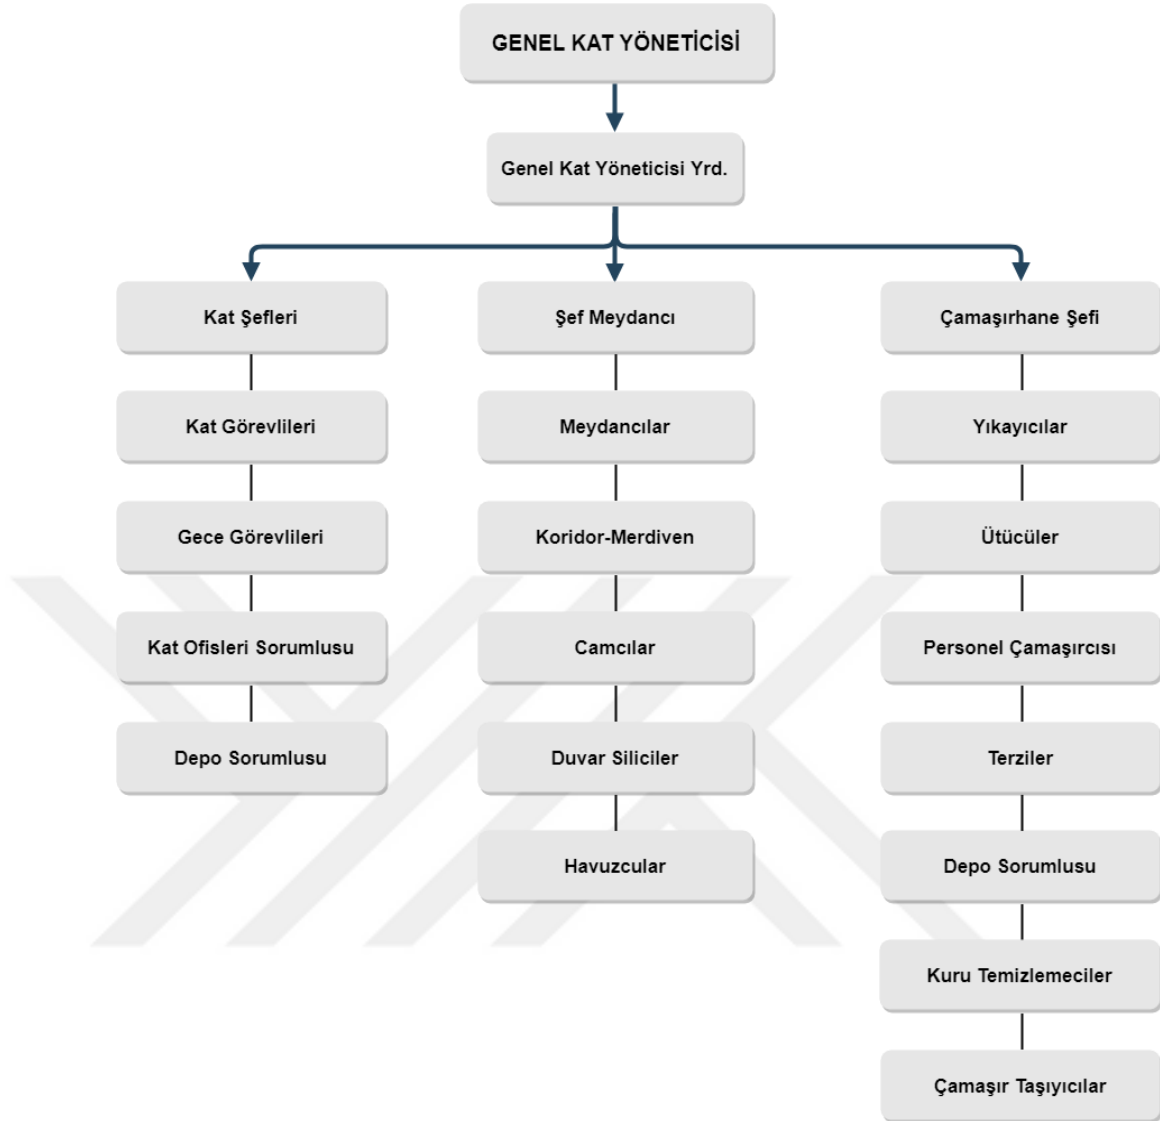 GENEL KAT YÖNETİCİSİ
Genel Kat Yöneticisi Yrd.
Kat Şefleri
Kat Görevlileri
Gece Görevlileri
Kat Ofisleri Sorumlusu
Depo Sorumlusu
Şef Meydancı
Meydancılar
Koridor-Merdiven
Camcılar
Duvar Siliciler
Havuzcular
Çamaşırhane Şefi
Yıkayıcılar
Ütücüler
Personel Çamaşırcısı
Terziler
Depo Sorumlusu
Kuru Temizlemeciler
Çamaşır Taşıyıcılar